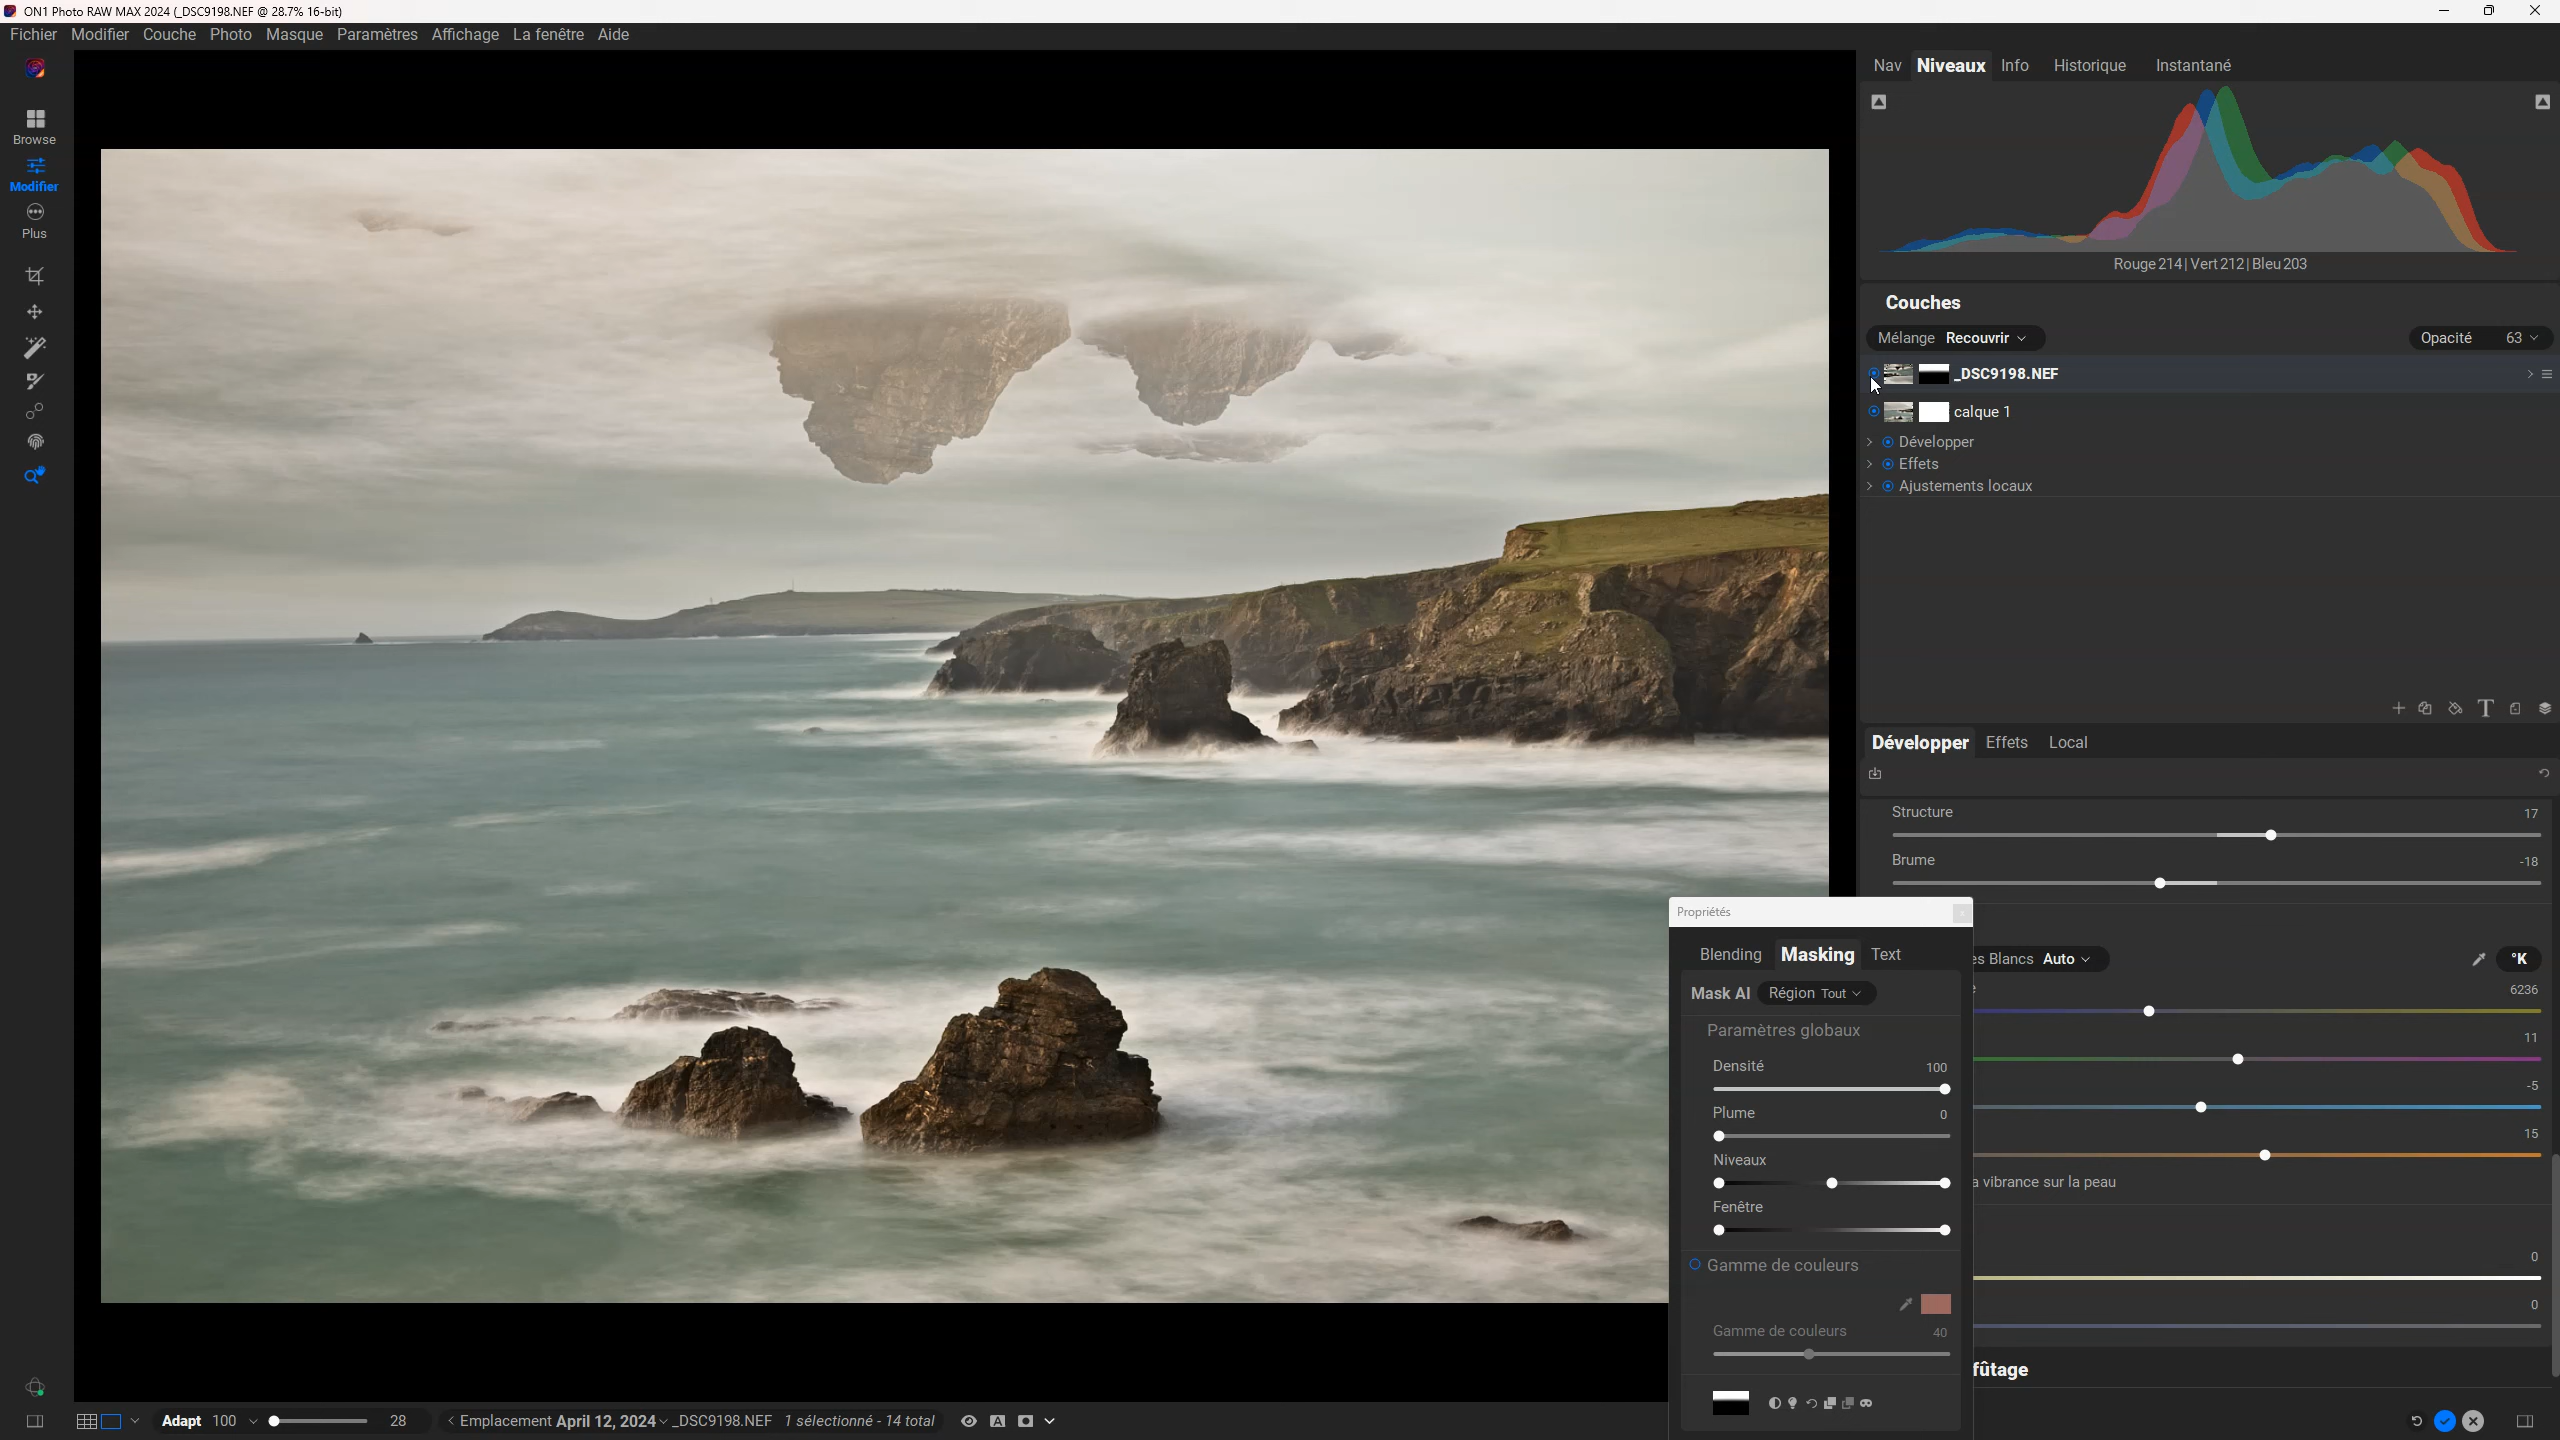 ON1 Photo RAW MAX 2024 (_DSC9198.NEF @ 28.7% 16-bit)
Fichier Modifier Couche Photo Masque Paramètres Affichage La fenêtre Aide
Browse
Modifier
Plus
Nav Niveaux Info Historique Instantané
Rouge 214 | Vert 212 | Bleu 203
Couches
Mélange Recouvrir Opacité 63
_DSC9198.NEF
calque 1
Développer
Effets
Ajustements locaux
T
Développer Effets Local
Structure 17
Brume -18
es Blancs Auto °K
e 6236
11
-5
15
a vibrance sur la peau
0
0
fûtage
Propriétés
Blending Masking Text
Mask AI Région Tout
Paramètres globaux
Densité 100
Plume 0
Niveaux
Fenêtre
Gamme de couleurs
Gamme de couleurs 40
Adapt 100 28 Emplacement April 12, 2024 _DSC9198.NEF 1 sélectionné - 14 total A